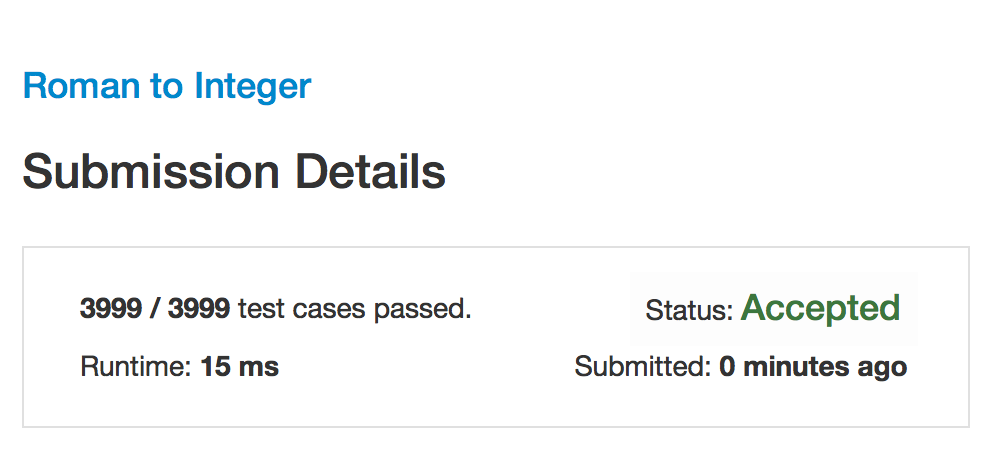 Roman to Integer
Submission Details
3999 / 3999 test cases passed.
Status: Accepted
Runtime: 15 ms
Submitted: 0 minutes ago